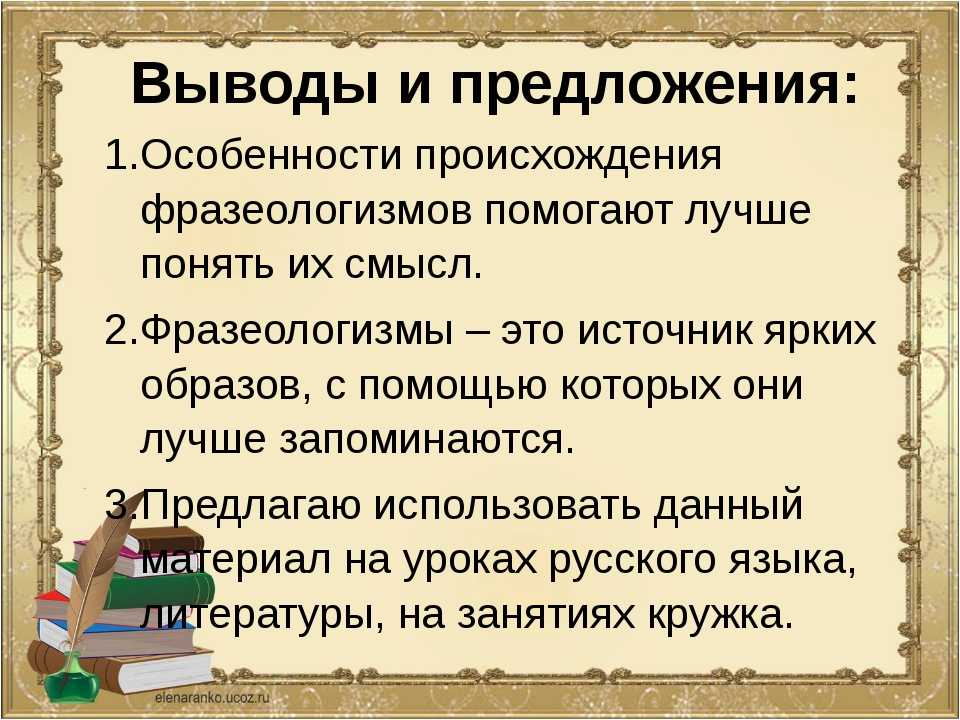 Выводы и предложения:
1.Особенности происхождения
фразеологизмов помогают лучше
понять их смысл.
2.Фразеологизмы – это источник ярких
образов, с помощью которых они
лучше запоминаются.
3.Предлагаю использовать данный
материал на уроках русского языка,
литературы, на занятиях кружка.
elenaranko.ucoz.ru